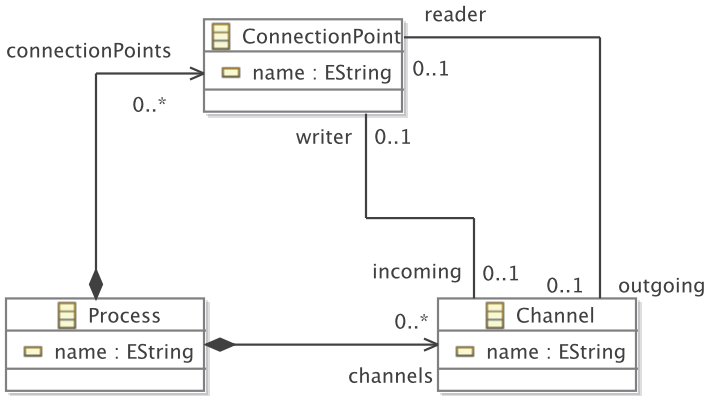 reader
ConnectionPoint
connectionPoints
name : EString
0..1
0..*
writer
0..1
incoming
0..1
0..1
outgoing
Process
Channel
0..*
name : EString
name : EString
channels